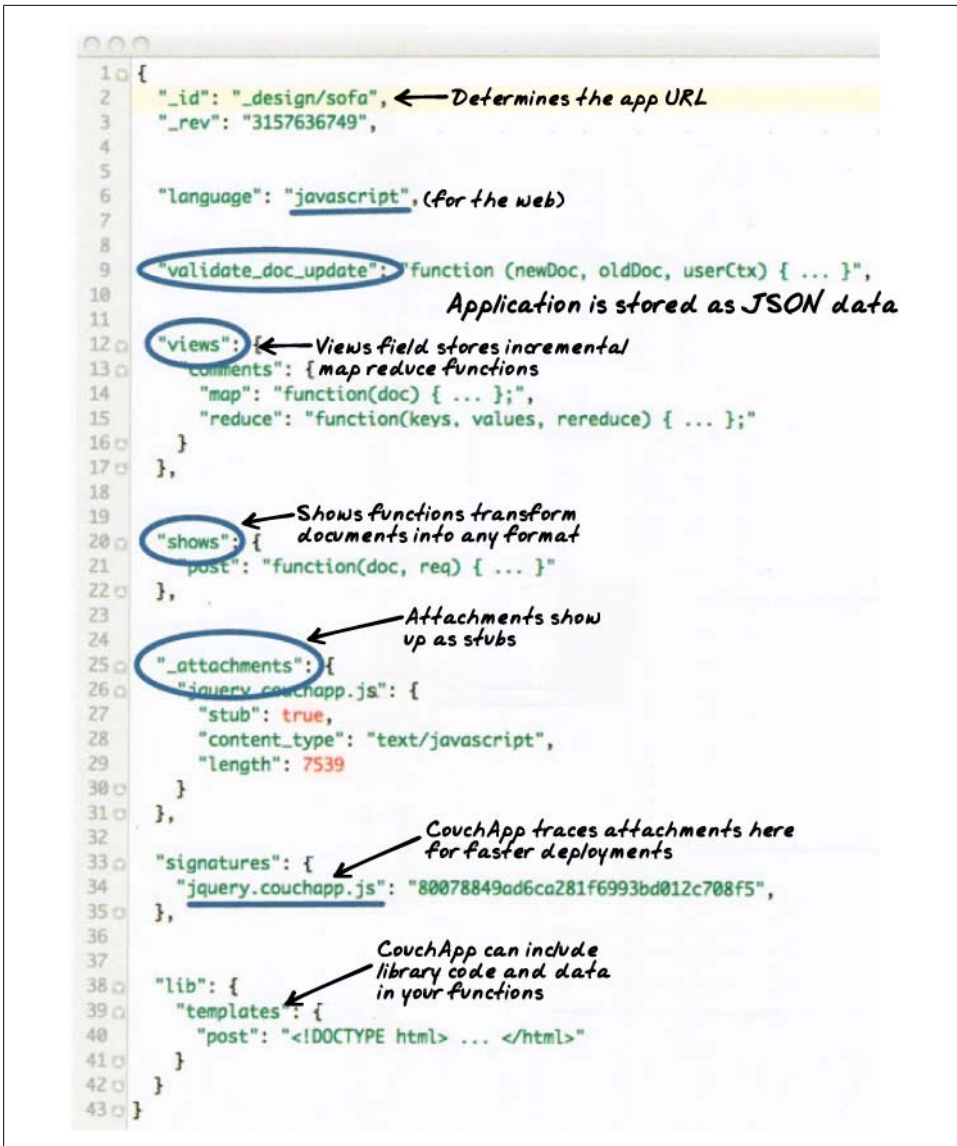 1 {
2 "_id": "_design/sofa", Determines the app URL
3 "_rev": "3157636749",
4
5
6 "language": "javascript", (for the web)
7
8
9 "validate_doc_update": "function (newDoc, oldDoc, userCtx) { ... }",
10 Application is stored as JSON data
11
12 "views": { Views field stores incremental
13 "comments": { map reduce functions
14 "map": "function(doc) { ... };",
15 "reduce": "function(keys, values, rereduce) { ... };"
16 }
17 },
18
19 Shows functions transform
20 "shows": { documents into any format
21 "post": "function(doc, req) { ... }"
22 },
23 Attachments show
24 up as stubs
25 "_attachments": {
26 "jquery.couchapp.js": {
27 "stub": true,
28 "content_type": "text/javascript",
29 "length": 7539
30 }
31 },
32 CouchApp traces attachments here
33 "signatures": { for faster deployments
34 "jquery.couchapp.js": "80078849ad6ca281f6993bd012c708f5",
35 },
36
37 CouchApp can include
38 "lib": { library code and data
39 "templates": { in your functions
40 "post": "<!DOCTYPE html> ... </html>"
41 }
42 }
43 }